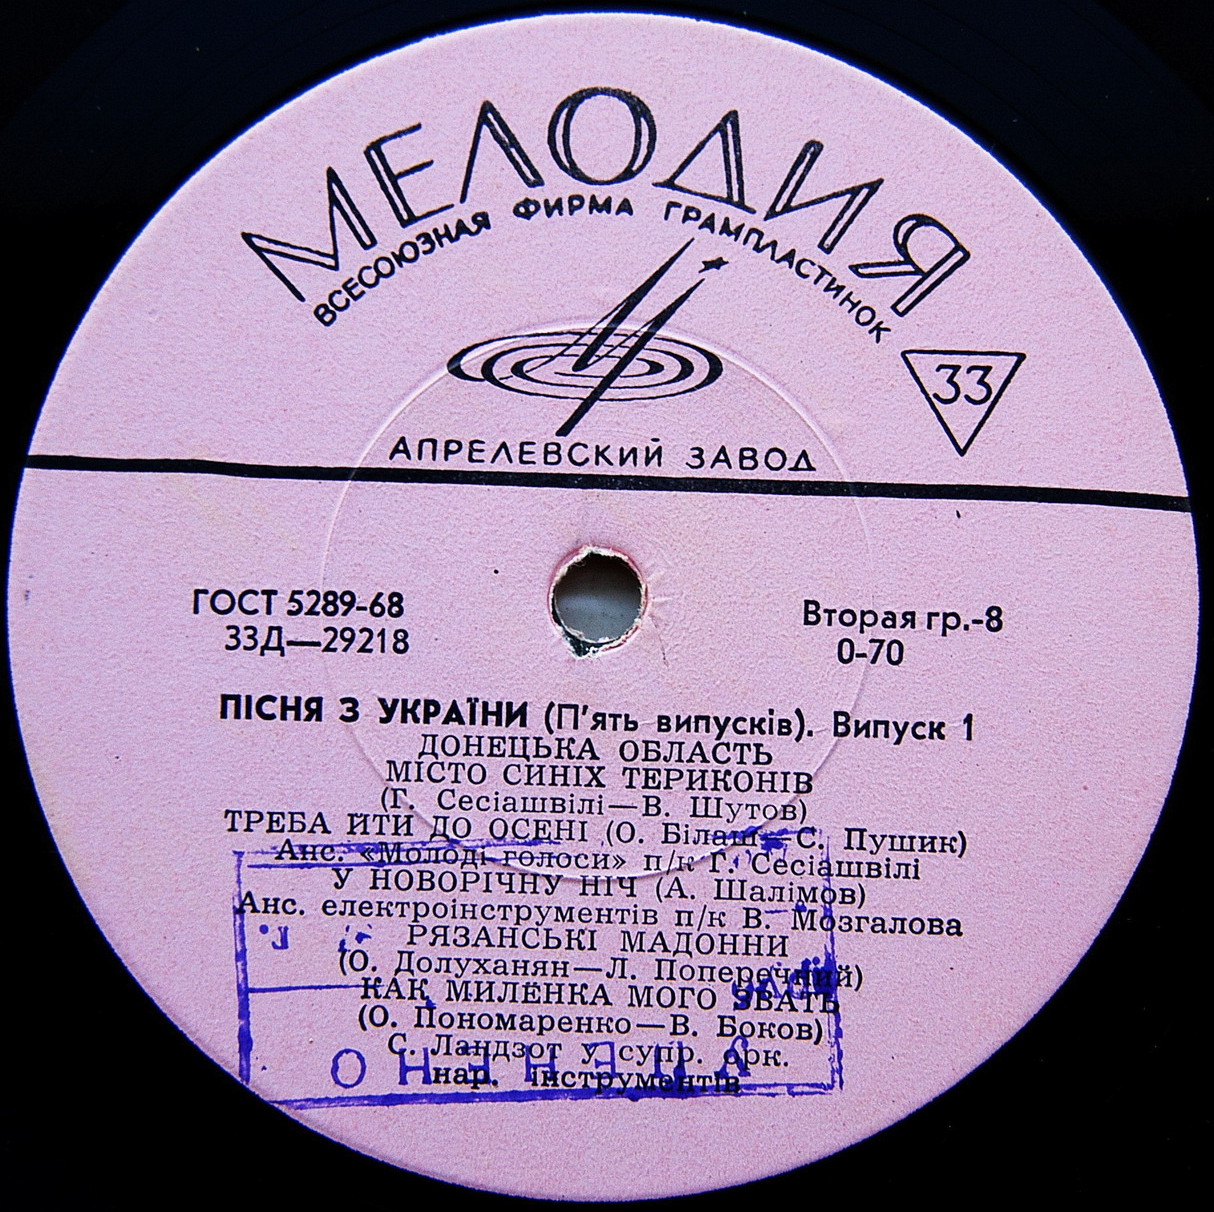 МЕЛОДИЯ
ВСЕСОЮЗНАЯ ФИРМА ГРАМПЛАСТИНОК
33
АПРЕЛЕВСКИЙ ЗАВОД
ГОСТ 5289-68
33Д—29218
Вторая гр.-8
0-70
ПІСНЯ З УКРАЇНИ (П'ять випусків). Випуск 1
ДОНЕЦЬКА ОБЛАСТЬ
МІСТО СИНІХ ТЕРИКОНІВ
(Г. Сесіашвілі—В. Шутов)
ТРЕБА ЙТИ ДО ОСЕНІ (О. Білаш—С. Пушик)
Анс. «Молоді голоси» п/к Г. Сесіашвілі
У НОВОРІЧНУ НІЧ (А. Шалімов)
Анс. електроінструментів п/к В. Мозгалова
РЯЗАНСЬКІ МАДОННИ
(О. Долуханян—Л. Поперечний)
КАК МИЛЕНКА МОГО ЗВАТЬ
(О. Пономаренко—В. Боков)
С. Ландзот у супр. орк.
нар. інструментів